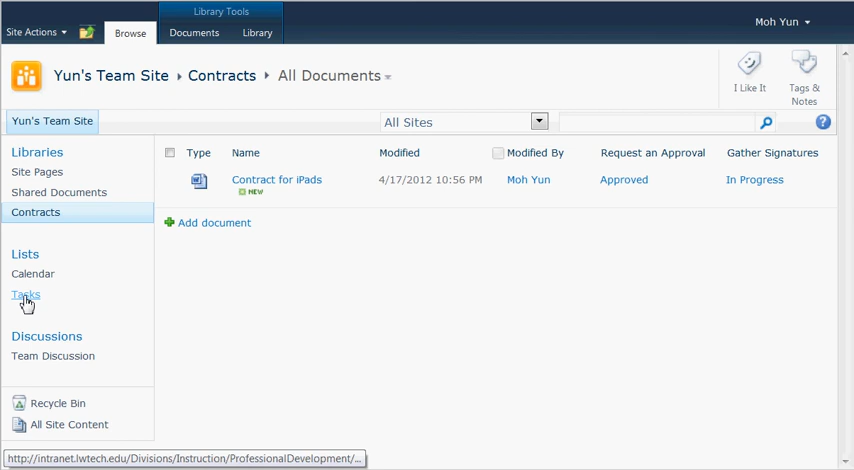 Library Tools
Moh Yun
Site Actions
Browse
Documents
Library
Yun's Team Site
Contracts
All Documents
I Like It
Tags &
Notes
Yun's Team Site
All Sites
Libraries
Site Pages
Shared Documents
Contracts
Lists
Calendar
Tasks
Discussions
Team Discussion
Recycle Bin
All Site Content
Type Name Modified Modified By Request an Approval Gather Signatures
Contract for iPads 4/17/2012 10:56 PM Moh Yun Approved In Progress
NEW
Add document
http://intranet.lwtech.edu/Divisions/Instruction/ProfessionalDevelopment/...